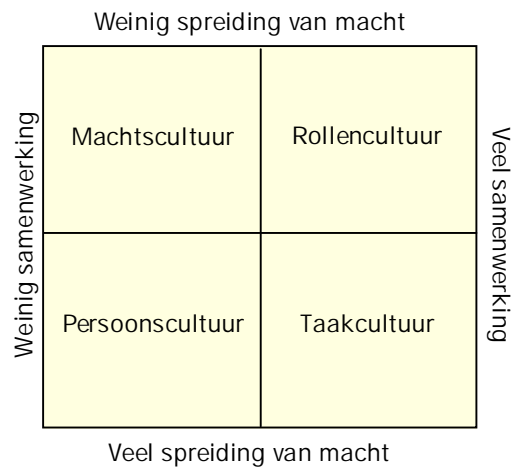 Weinig spreiding van macht
Weinig samenwerking
Machtscultuur
Rollencultuur
Veel samenwerking
Persoonscultuur
Taakcultuur
Veel spreiding van macht